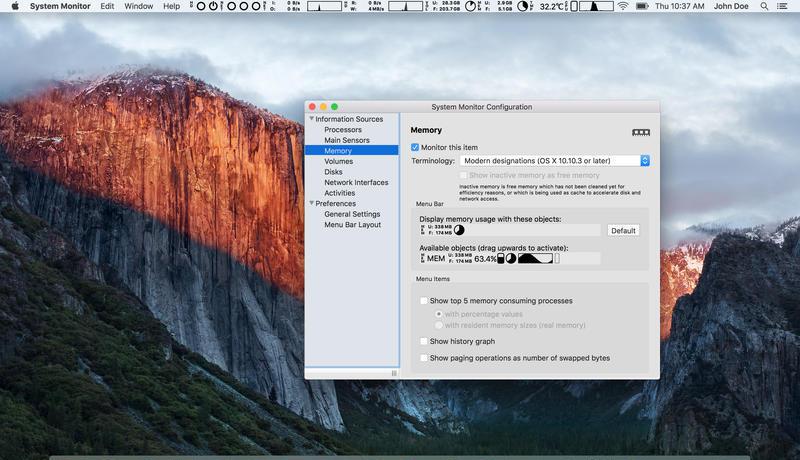 System Monitor Edit Window Help
I: 0 B/s
O: 0 B/s
R: 0 B/s
W: 4 MB/s
U: 28.3 GB
F: 203.7 GB
U: 2.9 GB
F: 5.1 GB
32.2°C
Thu 10:37 AM John Doe
System Monitor Configuration
Information Sources
Processors
Main Sensors
Memory
Volumes
Disks
Network Interfaces
Activities
Preferences
General Settings
Menu Bar Layout
Memory
Monitor this item
Terminology: Modern designations (OS X 10.10.3 or later)
Show inactive memory as free memory
Inactive memory is free memory which has not been cleaned yet for
efficiency reasons, or which is being used as cache to accelerate disk and
network access.
Menu Bar
Display memory usage with these objects:
MEM U: 338 MB
F: 174 MB
Default
Available objects (drag upwards to activate):
MEM MEM U: 338 MB
F: 174 MB 63.4%
Menu Items
Show top 5 memory consuming processes
with percentage values
with resident memory sizes (real memory)
Show history graph
Show paging operations as number of swapped bytes